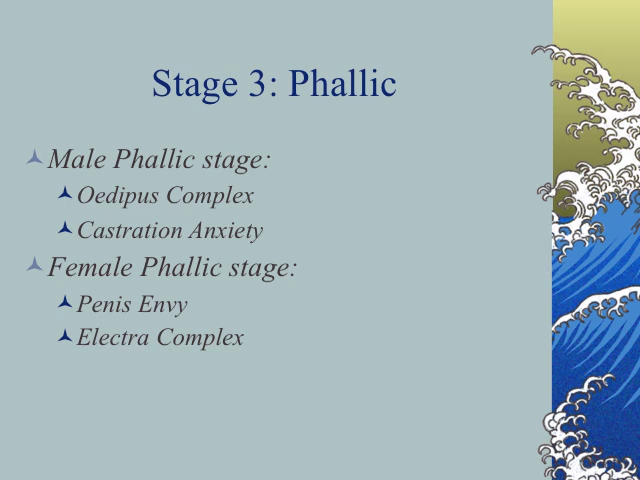 Stage 3: Phallic
Male Phallic stage:
Oedipus Complex
Castration Anxiety
Female Phallic stage:
Penis Envy
Electra Complex